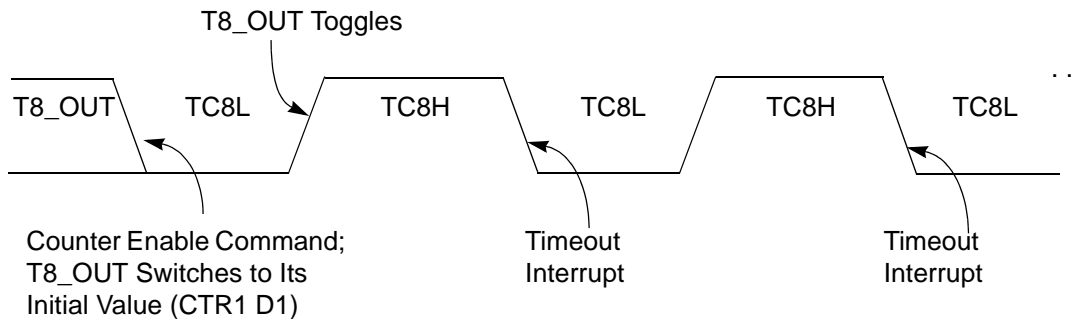 T8_OUT Toggles
. .
T8_OUT TC8L TC8H TC8L TC8H TC8L
Counter Enable Command;
T8_OUT Switches to Its
Initial Value (CTR1 D1)
Timeout
Interrupt
Timeout
Interrupt